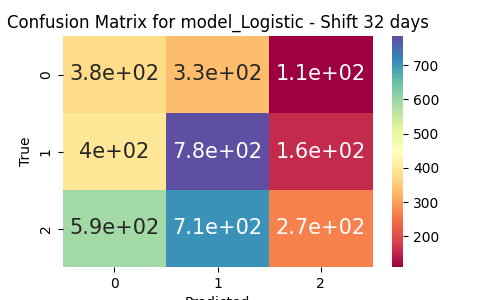 Confusion Matrix for model_Logistic - Shift 32 days
0 3.8e+02 3.3e+02 1.1e+02
1 4e+02 7.8e+02 1.6e+02
2 5.9e+02 7.1e+02 2.7e+02
True
0 1 2
Predicted
700
600
500
400
300
200